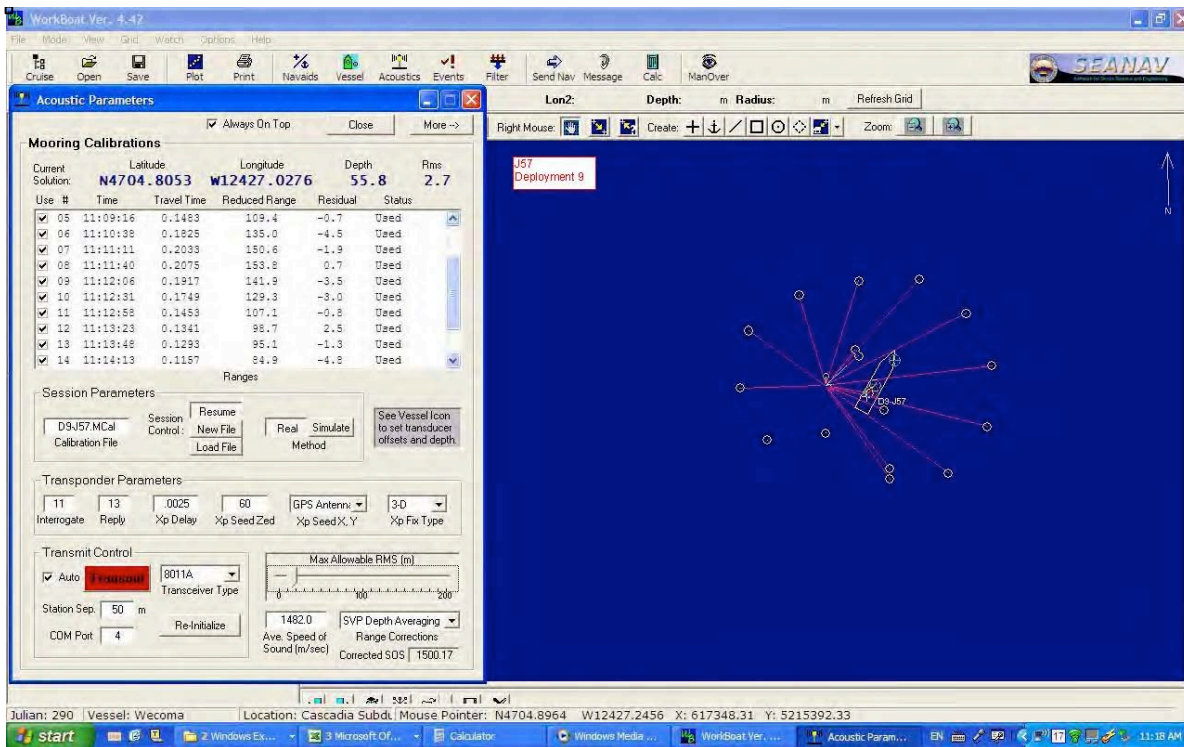 WorkBoat Ver. 4.42
File Mode View Grid Watch Options Help
Cruise Open Save Plot Print Navaids Vessel Acoustics Events Filter Send Nav Message Calc ManOver
SEANAV
Acoustic Parameters
Lon2: Depth: m Radius: m Refresh Grid
Always On Top Close More -->
Right Mouse: Create: Zoom:
Mooring Calibrations
Current Solution: Latitude Longitude Depth Rms
N4704.8053 W12427.0276 55.8 2.7
Use # Time Travel Time Reduced Range Residual Status
05 11:09:16 0.1483 109.4 -0.7 Used
06 11:10:38 0.1825 135.0 -4.5 Used
07 11:11:11 0.2033 150.6 -1.9 Used
08 11:11:40 0.2075 153.8 0.7 Used
09 11:12:06 0.1917 141.9 -3.5 Used
10 11:12:31 0.1749 129.3 -3.0 Used
11 11:12:58 0.1453 107.1 -0.8 Used
12 11:13:23 0.1341 98.7 2.5 Used
13 11:13:48 0.1293 95.1 -1.3 Used
14 11:14:13 0.1157 84.9 -4.8 Used
Ranges
J57
Deployment 9
N
D9-J57
Session Parameters
D9-J57.MCal
Calibration File
Session Control:
Resume
New File
Load File
Real Simulate
Method
See Vessel Icon
to set transducer
offsets and depth.
Transponder Parameters
11 13 .0025 60 GPS Antenn 3-D
Interrogate Reply Xp Delay Xp Seed Zed Xp Seed X, Y Xp Fix Type
Transmit Control
Auto Transmit 8011A
Transceiver Type
Station Sep. 50 m
COM Port 4
Re-Initialize
Max Allowable RMS (m)
0 100 200
1482.0 SVP Depth Averaging
Ave. Speed of
Sound (m/sec)
Range Corrections
Corrected SOS 1500.17
Julian: 290 Vessel: Wecoma Location: Cascadia Subdu Mouse Pointer: N4704.8964 W12427.2456 X: 617348.31 Y: 5215392.33
start 2 Windows Ex... 3 Microsoft Of... Calculator Windows Media ... WorkBoat Ver. ... Acoustic Param... EN 17 11:18 AM